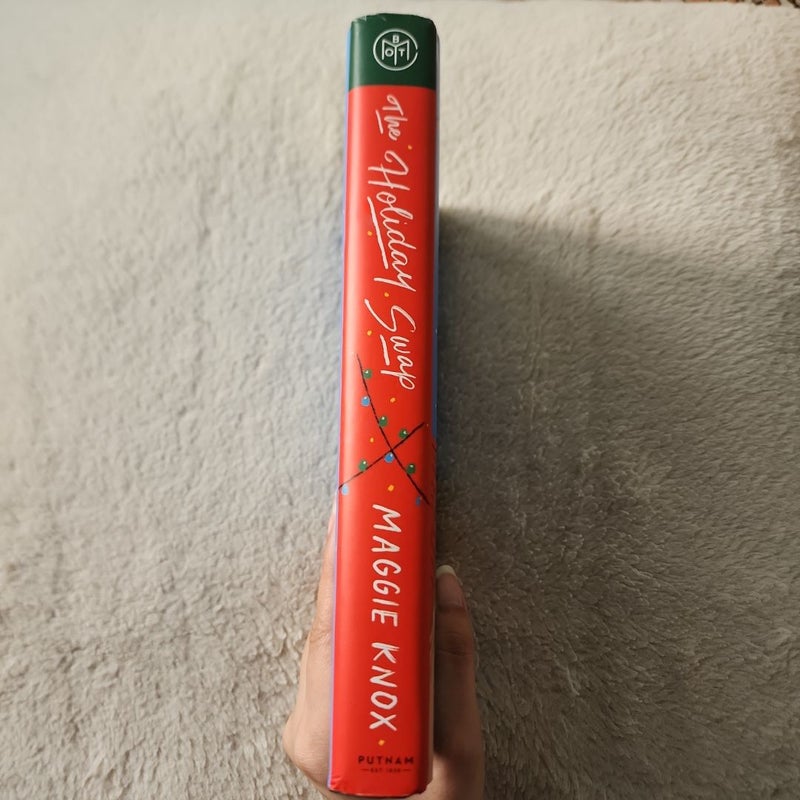 BOTM
The Holiday Swap
MAGGIE KNOX
PUTNAM
EST. 1838